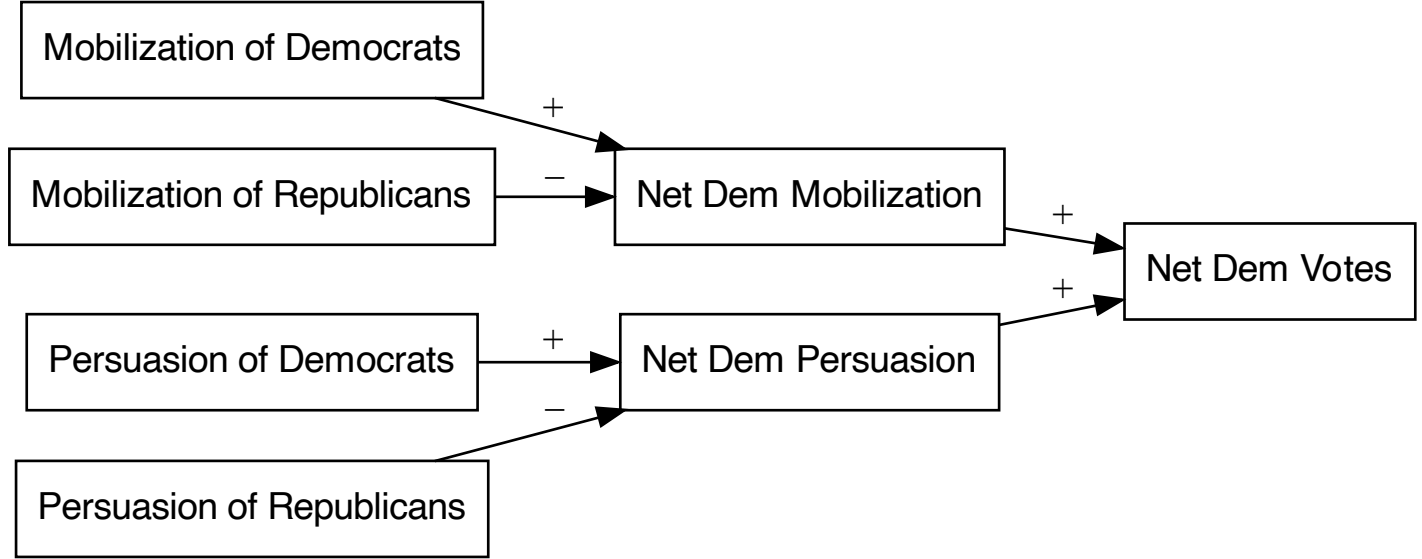 Mobilization of Democrats
+
Mobilization of Republicans
−
Net Dem Mobilization
+
Net Dem Votes
Persuasion of Democrats
+
Net Dem Persuasion
+
−
Persuasion of Republicans